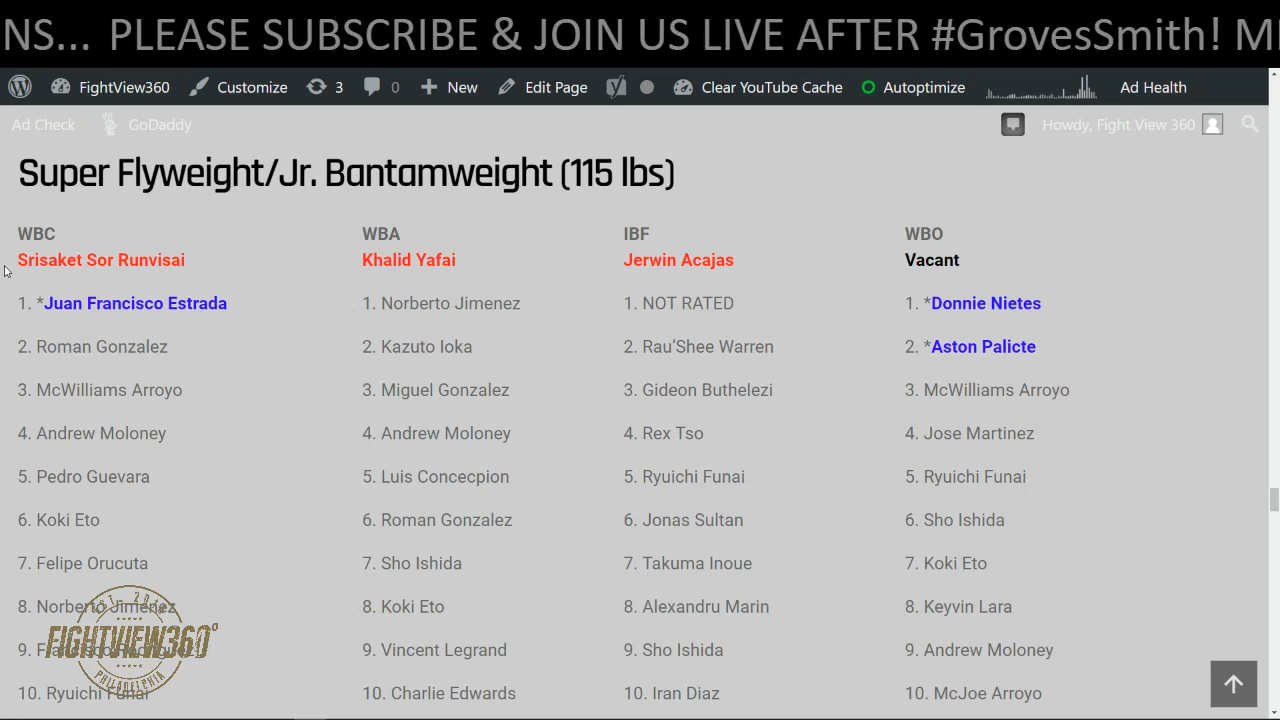 NS... PLEASE SUBSCRIBE & JOIN US LIVE AFTER #GrovesSmith! M
FightView360 Customize 3 0 New Edit Page Clear YouTube Cache Autoptimize Ad Health
Ad Check GoDaddy Howdy, Fight View 360
Super Flyweight/Jr. Bantamweight (115 lbs)
WBC WBA IBF WBO
Srisaket Sor Runvisai Khalid Yafai Jerwin Acajas Vacant
1. *Juan Francisco Estrada 1. Norberto Jimenez 1. NOT RATED 1. *Donnie Nietes
2. Roman Gonzalez 2. Kazuto Ioka 2. Rau’Shee Warren 2. *Aston Palicte
3. McWilliams Arroyo 3. Miguel Gonzalez 3. Gideon Buthelezi 3. McWilliams Arroyo
4. Andrew Moloney 4. Andrew Moloney 4. Rex Tso 4. Jose Martinez
5. Pedro Guevara 5. Luis Concecpion 5. Ryuichi Funai 5. Ryuichi Funai
6. Koki Eto 6. Roman Gonzalez 6. Jonas Sultan 6. Sho Ishida
7. Felipe Orucuta 7. Sho Ishida 7. Takuma Inoue 7. Koki Eto
8. Norberto Jimenez 8. Koki Eto 8. Alexandru Marin 8. Keyvin Lara
9. 9. Vincent Legrand 9. Sho Ishida 9. Andrew Moloney
10. Ryuichi Funai 10. Charlie Edwards 10. Iran Diaz 10. McJoe Arroyo
FIGHTVIEW360°
PHILADELPHIA